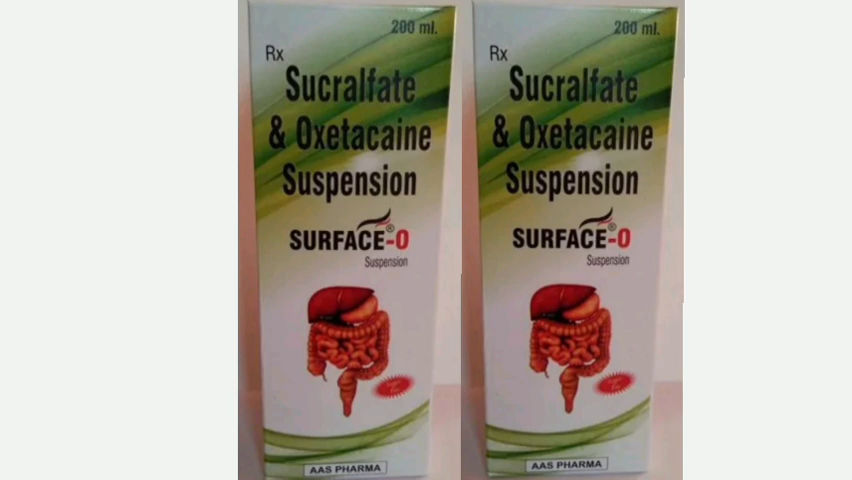 200 ml.
Rx
Sucralfate
& Oxetacaine
Suspension
SURFACE®-O
Suspension
AAS PHARMA
200 ml.
Rx
Sucralfate
& Oxetacaine
Suspension
SURFACE®-O
Suspension
AAS PHARMA